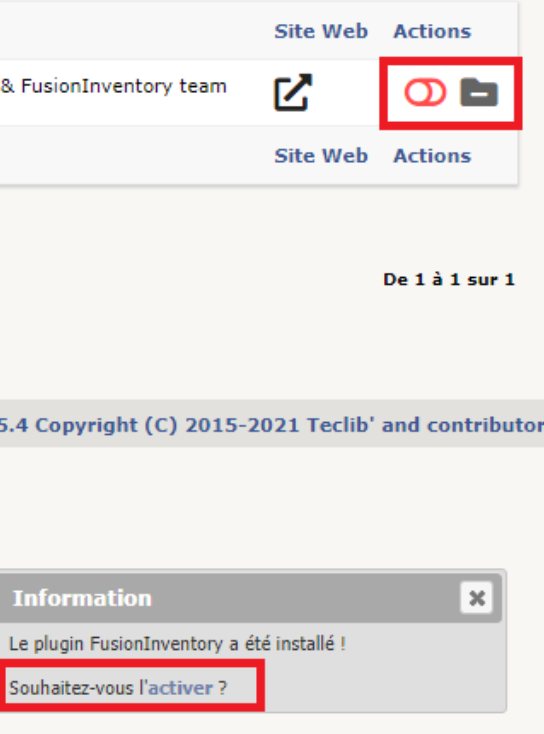 Site Web Actions
& FusionInventory team
Site Web Actions
De 1 à 1 sur 1
5.4 Copyright (C) 2015-2021 Teclib' and contributor
Information
Le plugin FusionInventory a été installé !
Souhaitez-vous l'activer ?